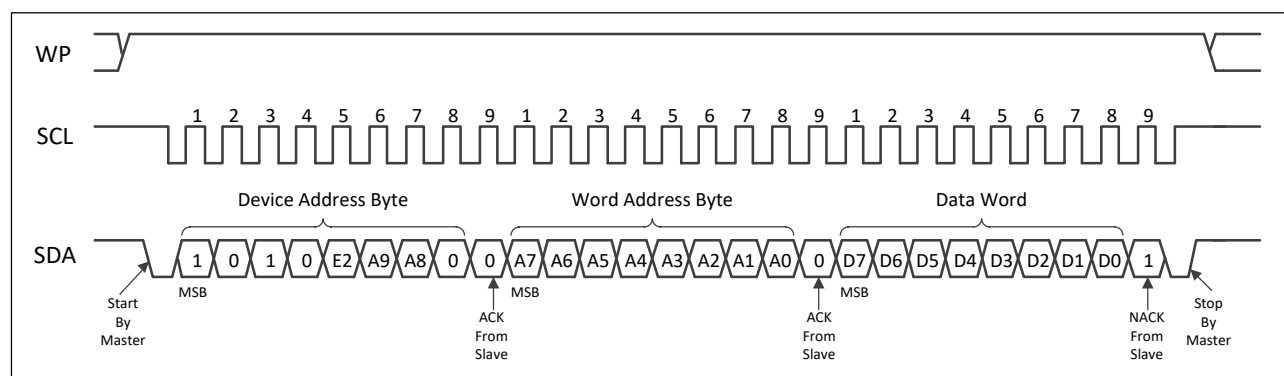 WP
1 2 3 4 5 6 7 8 9 1 2 3 4 5 6 7 8 9 1 2 3 4 5 6 7 8 9
SCL
Device Address Byte Word Address Byte Data Word
SDA 1 0 1 0 E2 A9 A8 0 0 A7 A6 A5 A4 A3 A2 A1 A0 0 D7 D6 D5 D4 D3 D2 D1 D0 1
MSB MSB MSB
Start
By
Master
ACK
From
Slave
ACK
From
Slave
NACK
From
Slave
Stop
By
Master